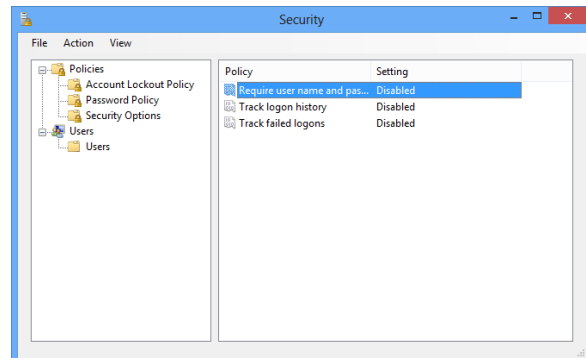 Security
File Action View
Policies
Account Lockout Policy
Password Policy
Security Options
Users
Users
Policy Setting
Require user name and pas... Disabled
Track logon history Disabled
Track failed logons Disabled